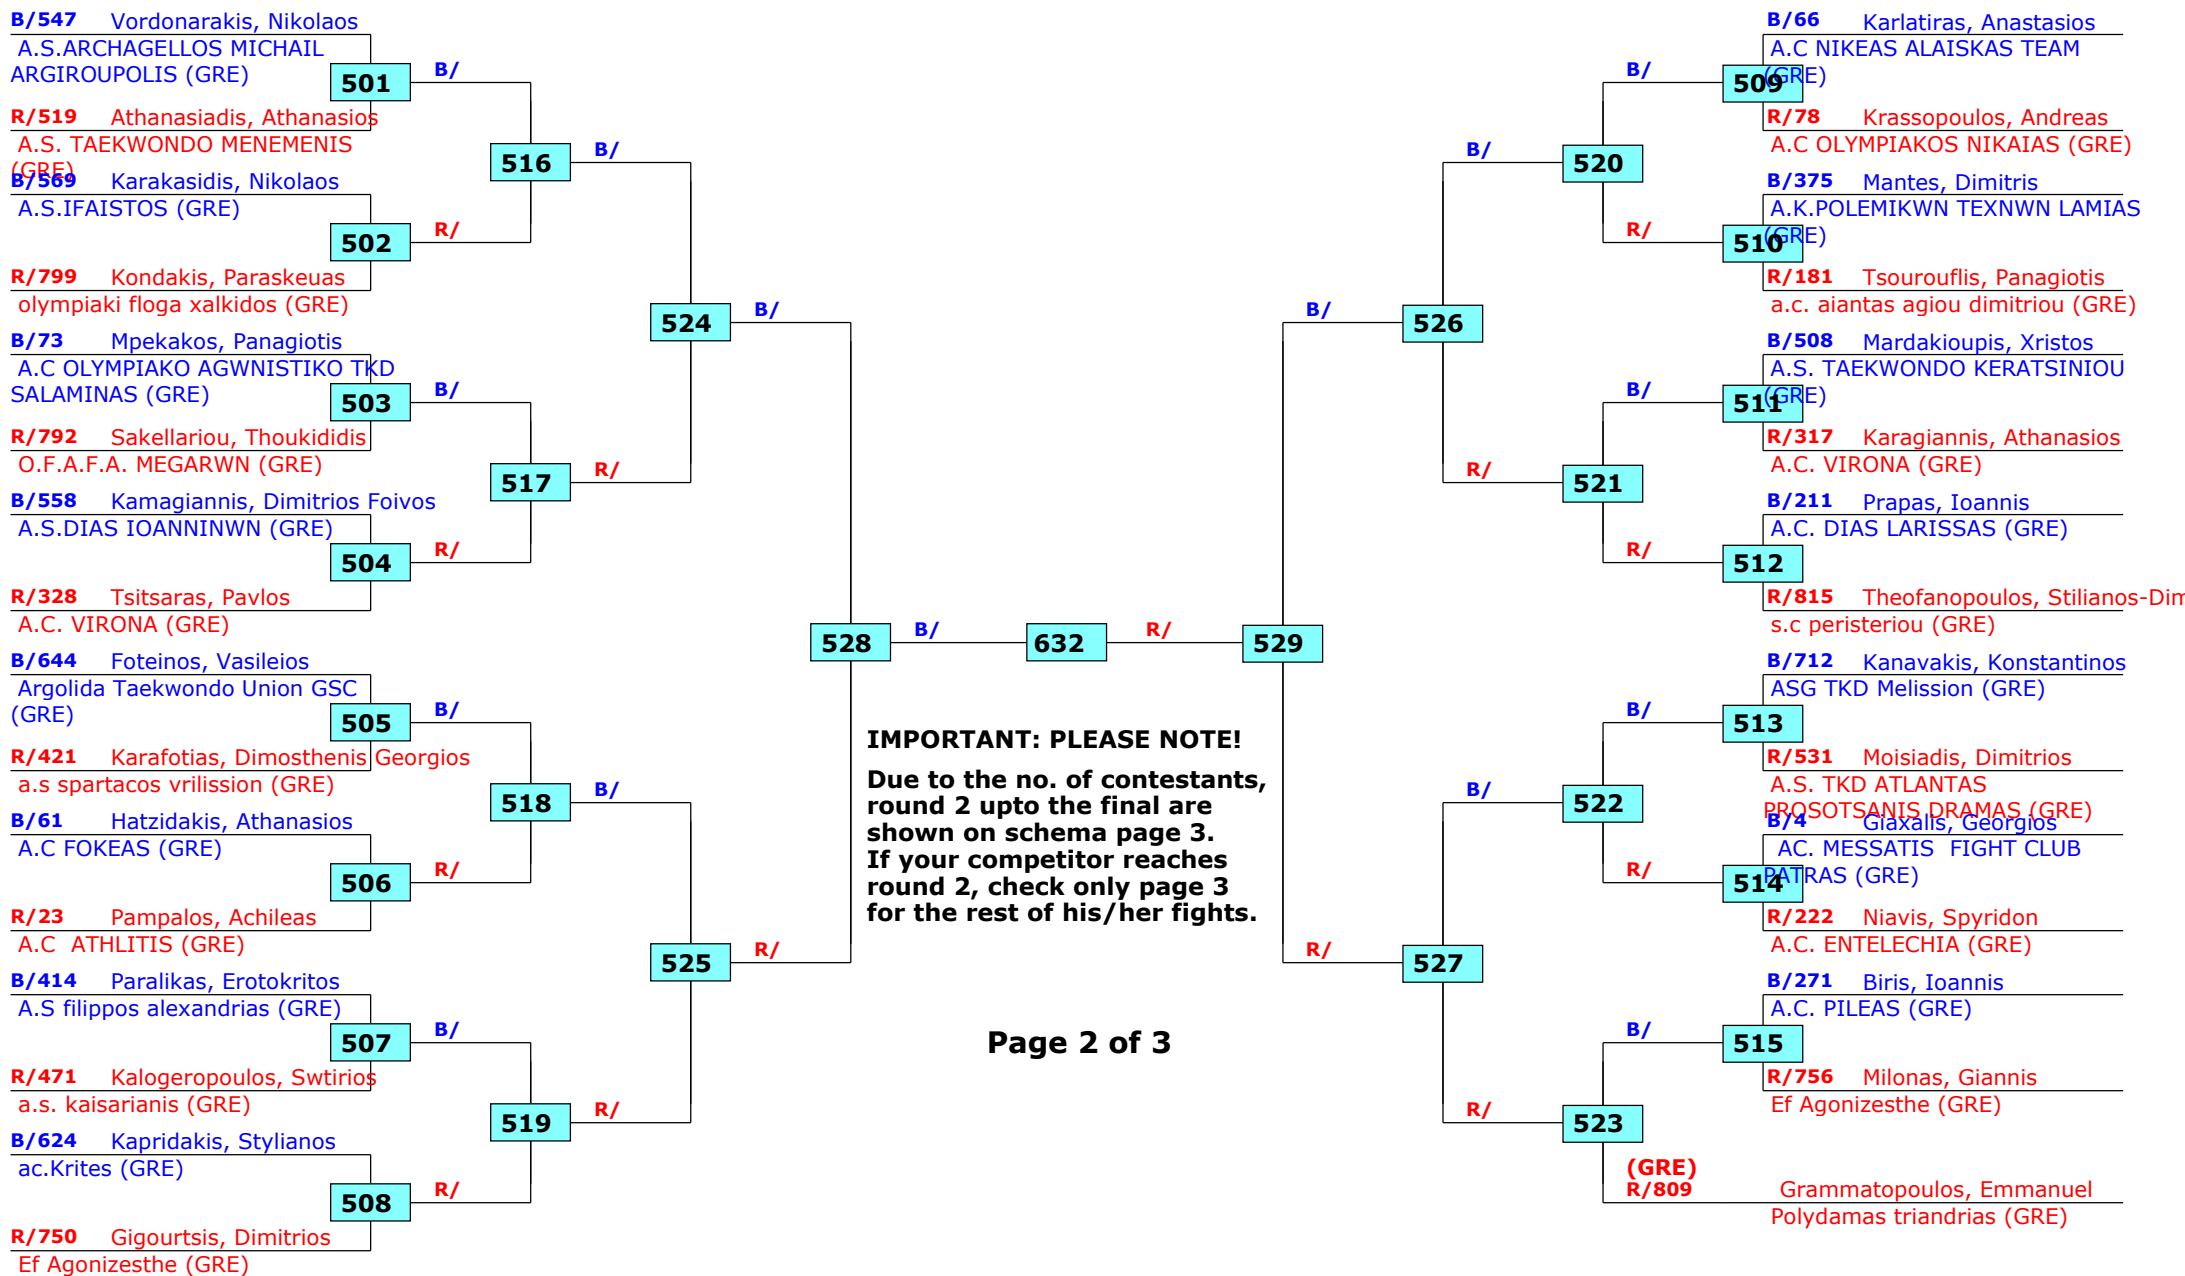 B/547 Vordonarakis, Nikolaos
A.S.ARCHAGELLOS MICHAIL
ARGIROUPOLIS (GRE)
501
B/
R/519 Athanasiadis, Athanasios
A.S. TAEKWONDO MENEMENIS
(GRE)
516
B/
B/569 Karakasidis, Nikolaos
A.S.IFAISTOS (GRE)
502
R/
R/799 Kondakis, Paraskeuas
olympiaki floga xalkidos (GRE)
524
B/
B/73 Mpekakos, Panagiotis
A.C OLYMPIAKO AGWNISTIKO TKD
SALAMINAS (GRE)
503
B/
R/792 Sakellariou, Thoukididis
O.F.A.F.A. MEGARWN (GRE)
517
R/
B/558 Kamagiannis, Dimitrios Foivos
A.S.DIAS IOANNINWN (GRE)
504
R/
R/328 Tsitsaras, Pavlos
A.C. VIRONA (GRE)
528
B/
632
R/
529
B/644 Foteinos, Vasileios
Argolida Taekwondo Union GSC
(GRE)
505
B/
R/421 Karafotias, Dimosthenis Georgios
a.s spartacos vrilission (GRE)
518
B/
B/61 Hatzidakis, Athanasios
A.C FOKEAS (GRE)
506
R/
R/23 Pampalos, Achileas
A.C  ATHLITIS (GRE)
525
R/
B/414 Paralikas, Erotokritos
A.S filippos alexandrias (GRE)
507
B/
R/471 Kalogeropoulos, Swtirios
a.s. kaisarianis (GRE)
519
R/
B/624 Kapridakis, Stylianos
ac.Krites (GRE)
508
R/
R/750 Gigourtsis, Dimitrios
Ef Agonizesthe (GRE)
IMPORTANT: PLEASE NOTE!
Due to the no. of contestants,
round 2 upto the final are
shown on schema page 3.
If your competitor reaches
round 2, check only page 3
for the rest of his/her fights.
Page 2 of 3
B/66 Karlatiras, Anastasios
A.C NIKEAS ALAISKAS TEAM
(GRE)
B/
509
R/78 Krassopoulos, Andreas
A.C OLYMPIAKOS NIKAIAS (GRE)
B/
520
B/375 Mantes, Dimitris
A.K.POLEMIKWN TEXNWN LAMIAS
(GRE)
R/
510
R/181 Tsourouflis, Panagiotis
a.c. aiantas agiou dimitriou (GRE)
B/
526
B/508 Mardakioupis, Xristos
A.S. TAEKWONDO KERATSINIOU
(GRE)
B/
511
R/317 Karagiannis, Athanasios
A.C. VIRONA (GRE)
R/
521
B/211 Prapas, Ioannis
A.C. DIAS LARISSAS (GRE)
R/
512
R/815 Theofanopoulos, Stilianos-Dim
s.c peristeriou (GRE)
B/712 Kanavakis, Konstantinos
ASG TKD Melission (GRE)
B/
513
R/531 Moisiadis, Dimitrios
A.S. TKD ATLANTAS
PROSOTSANIS DRAMAS (GRE)
B/
522
B/4 Giaxalis, Georgios
AC. MESSATIS  FIGHT CLUB
PATRAS (GRE)
R/
514
R/222 Niavis, Spyridon
A.C. ENTELECHIA (GRE)
R/
527
B/271 Biris, Ioannis
A.C. PILEAS (GRE)
B/
515
R/756 Milonas, Giannis
Ef Agonizesthe (GRE)
R/
523
(GRE)
R/809 Grammatopoulos, Emmanuel
Polydamas triandrias (GRE)